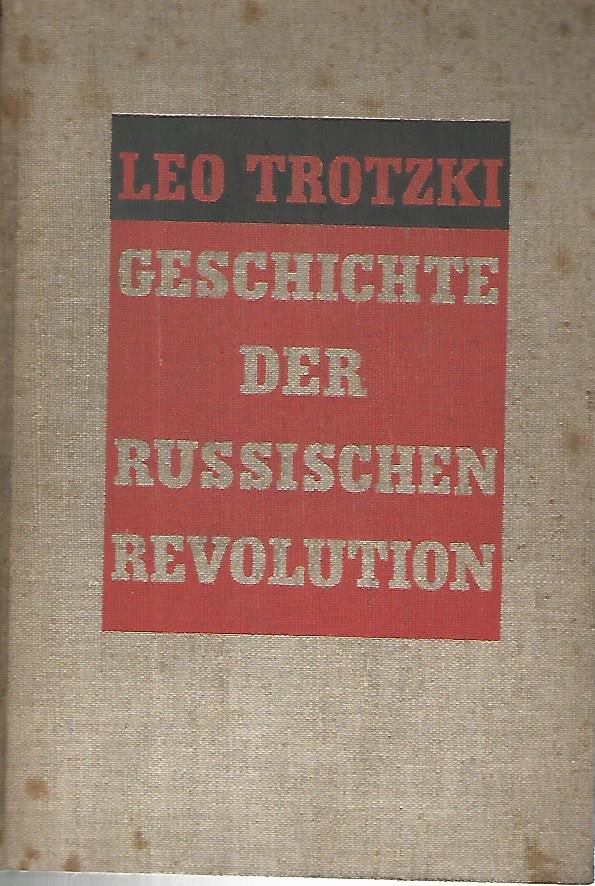 LEO TROTZKI
GESCHICHTE
DER
RUSSISCHEN
REVOLUTION